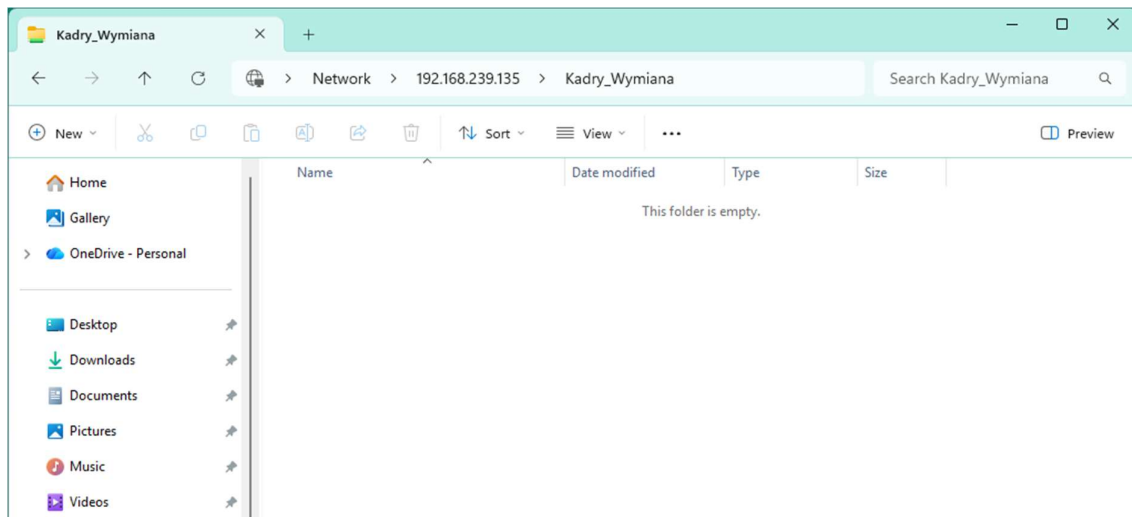 Kadry_Wymiana
Network > 192.168.239.135 > Kadry_Wymiana
Search Kadry_Wymiana
New
Sort
View
Preview
Name Date modified Type Size
This folder is empty.
Home
Gallery
OneDrive - Personal
Desktop
Downloads
Documents
Pictures
Music
Videos